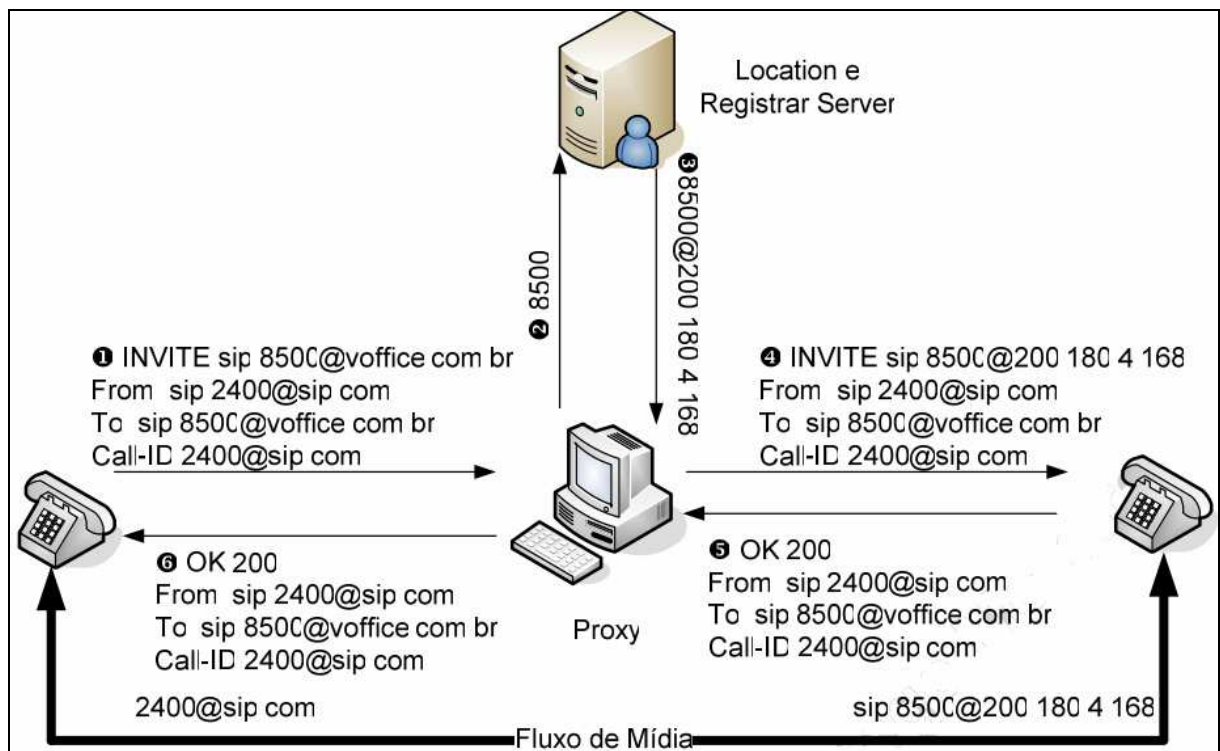 Location e
Registrar Server
❸8500@200 180 4 168
❷ 8500
❶ INVITE sip 8500@voffice com br
From sip 2400@sip com
To sip 8500@voffice com br
Call-ID 2400@sip com
❹ INVITE sip 8500@200 180 4 168
From sip 2400@sip com
To sip 8500@voffice com br
Call-ID 2400@sip com
❻ OK 200
From sip 2400@sip com
To sip 8500@voffice com br
Call-ID 2400@sip com
Proxy
❺ OK 200
From sip 2400@sip com
To sip 8500@voffice com br
Call-ID 2400@sip com
2400@sip com
sip 8500@200 180 4 168
Fluxo de Mídia